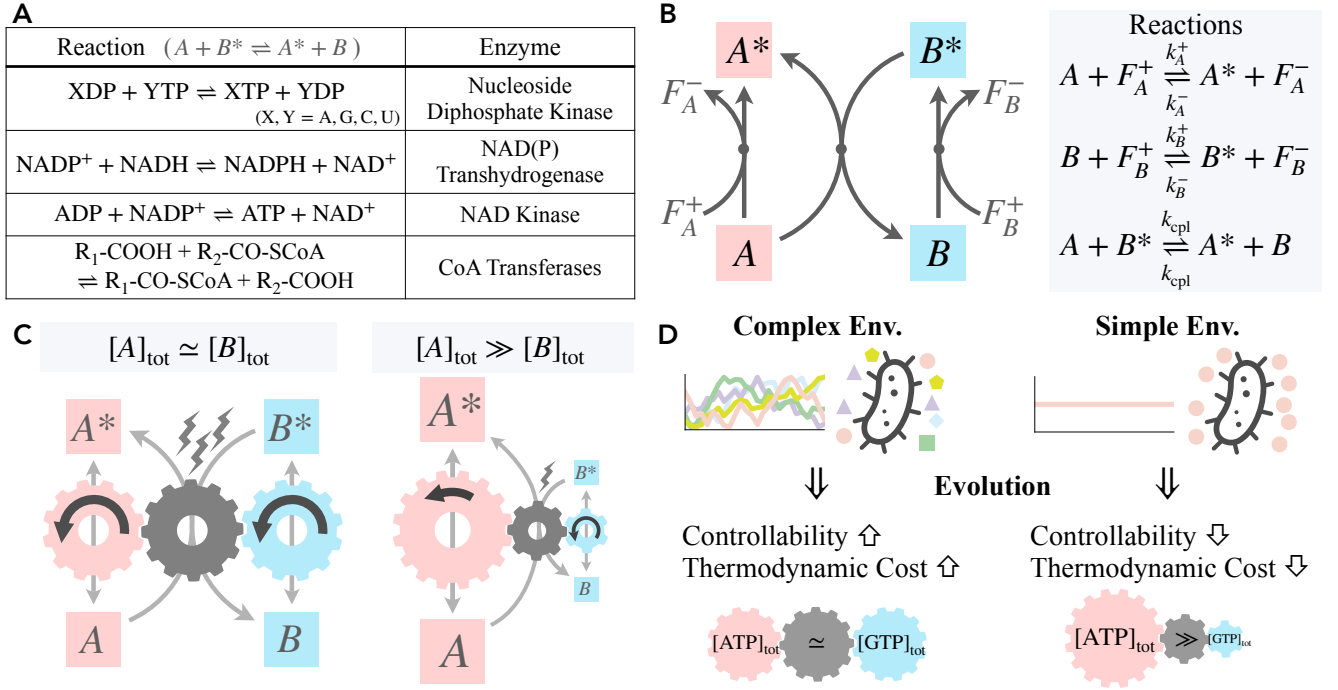 A
Reaction (A + B* ⇌ A* + B)
Enzyme
XDP + YTP ⇌ XTP + YDP
(X, Y = A, G, C, U)
Nucleoside
Diphosphate Kinase
NADP⁺ + NADH ⇌ NADPH + NAD⁺
NAD(P)
Transhydrogenase
ADP + NADP⁺ ⇌ ATP + NAD⁺
NAD Kinase
R₁-COOH + R₂-CO-SCoA
⇌ R₁-CO-SCoA + R₂-COOH
CoA Transferases
B
A*
B*
F_A^-
F_B^-
F_A^+
F_B^+
A
B
Reactions
k_A^+
A + F_A^+ ⇌ A* + F_A^-
k_A^-
k_B^+
B + F_B^+ ⇌ B* + F_B^-
k_B^-
k_cpl
A + B* ⇌ A* + B
k_cpl
C
[A]_tot ≃ [B]_tot
A*
B*
A
B
[A]_tot ≫ [B]_tot
A*
B*
A
B
D
Complex Env.
Simple Env.
⇓ Evolution ⇓
Controllability ⇧
Thermodynamic Cost ⇧
Controllability ⇩
Thermodynamic Cost ⇩
[ATP]_tot ≃ [GTP]_tot
[ATP]_tot ≫ [GTP]_tot